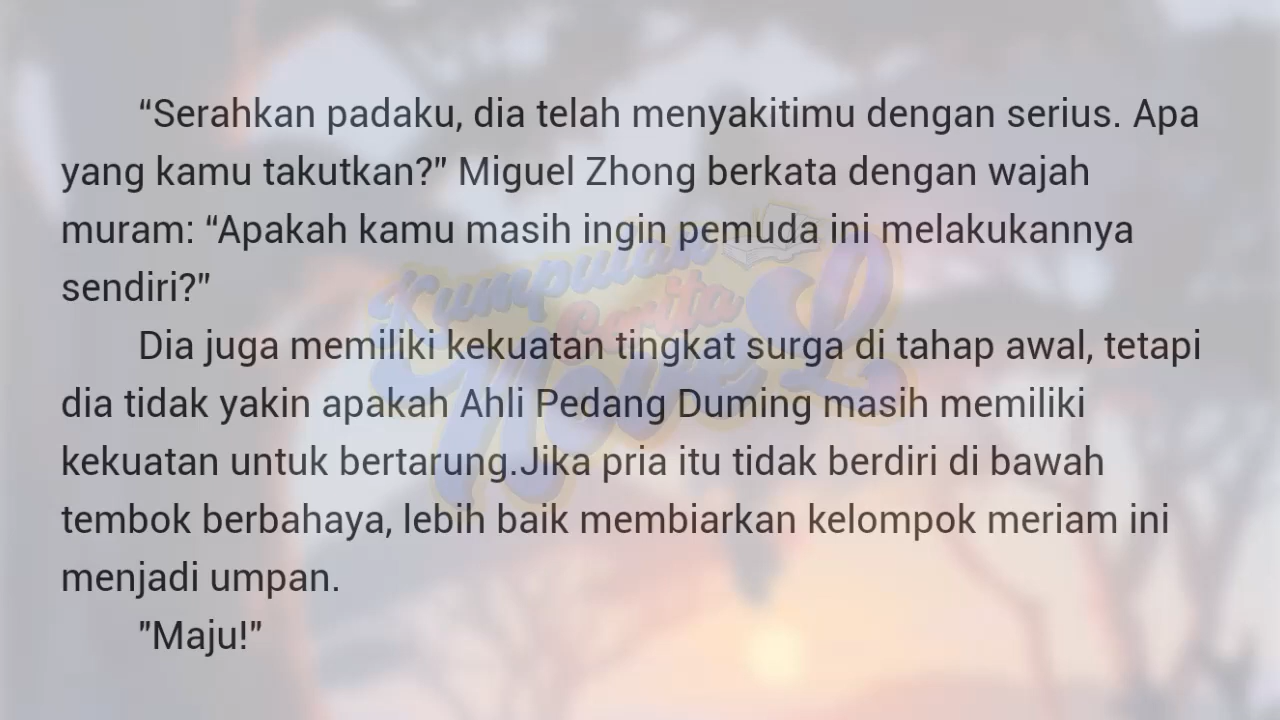 “Serahkan padaku, dia telah menyakitimu dengan serius. Apa
yang kamu takutkan?” Miguel Zhong berkata dengan wajah
muram: “Apakah kamu masih ingin pemuda ini melakukannya
sendiri?”
Dia juga memiliki kekuatan tingkat surga di tahap awal, tetapi
dia tidak yakin apakah Ahli Pedang Duming masih memiliki
kekuatan untuk bertarung.Jika pria itu tidak berdiri di bawah
tembok berbahaya, lebih baik membiarkan kelompok meriam ini
menjadi umpan.
"Maju!"
Kumpulan
Cerita
Novel